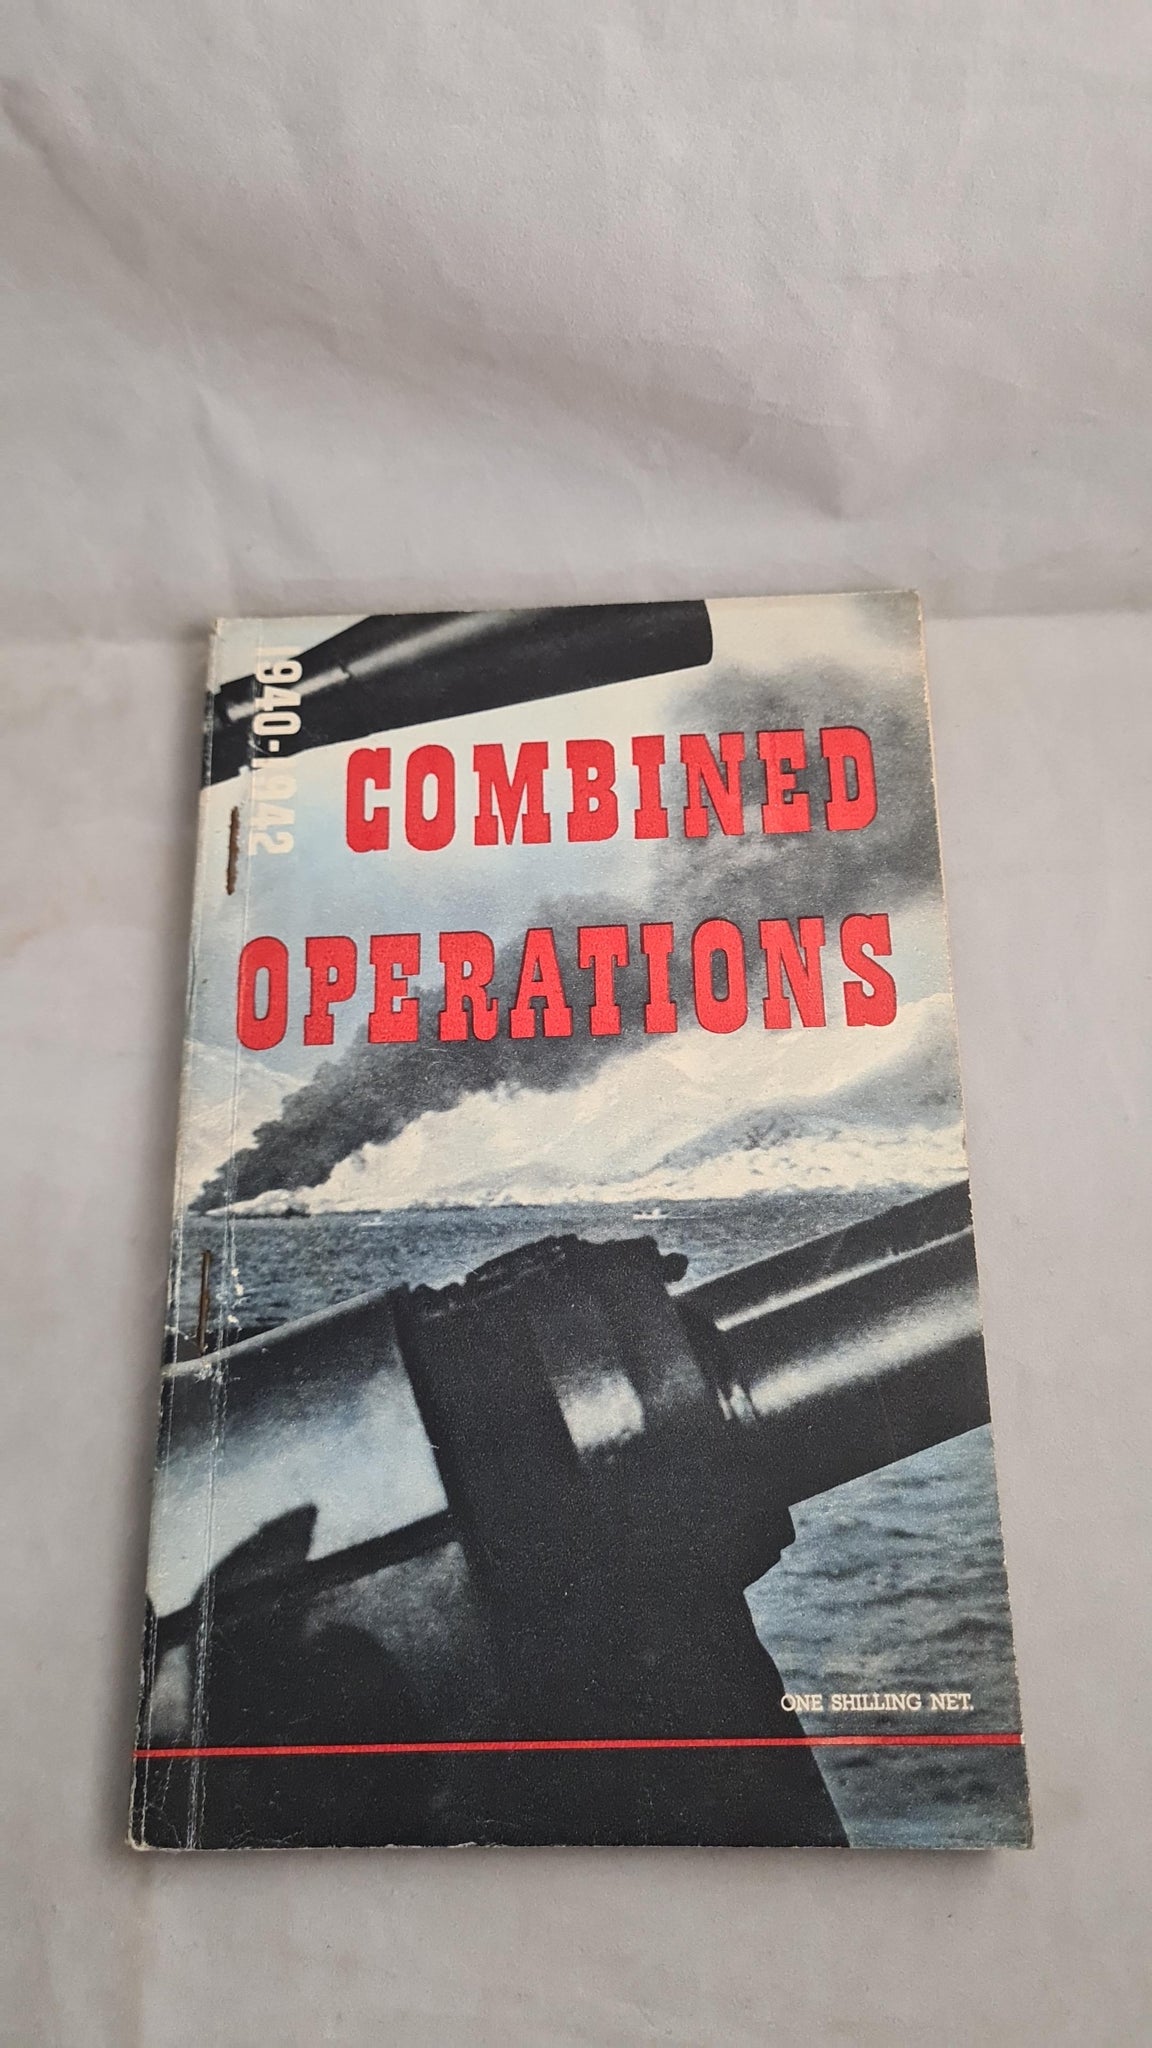 1940-1942
COMBINED
OPERATIONS
ONE SHILLING NET.